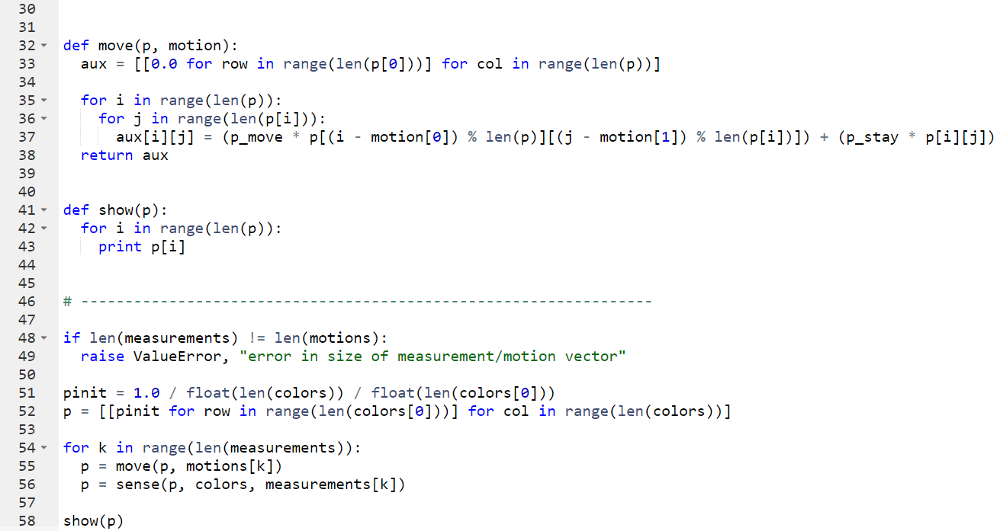 30
31
32 def move(p, motion):
33   aux = [[0.0 for row in range(len(p[0]))] for col in range(len(p))]
34
35   for i in range(len(p)):
36     for j in range(len(p[i])):
37       aux[i][j] = (p_move * p[(i - motion[0]) % len(p)][(j - motion[1]) % len(p[i])]) + (p_stay * p[i][j])
38   return aux
39
40
41 def show(p):
42   for i in range(len(p)):
43     print p[i]
44
45
46 # -----------------------------------------------------------------
47
48 if len(measurements) != len(motions):
49   raise ValueError, "error in size of measurement/motion vector"
50
51 pinit = 1.0 / float(len(colors)) / float(len(colors[0]))
52 p = [[pinit for row in range(len(colors[0]))] for col in range(len(colors))]
53
54 for k in range(len(measurements)):
55   p = move(p, motions[k])
56   p = sense(p, colors, measurements[k])
57
58 show(p)